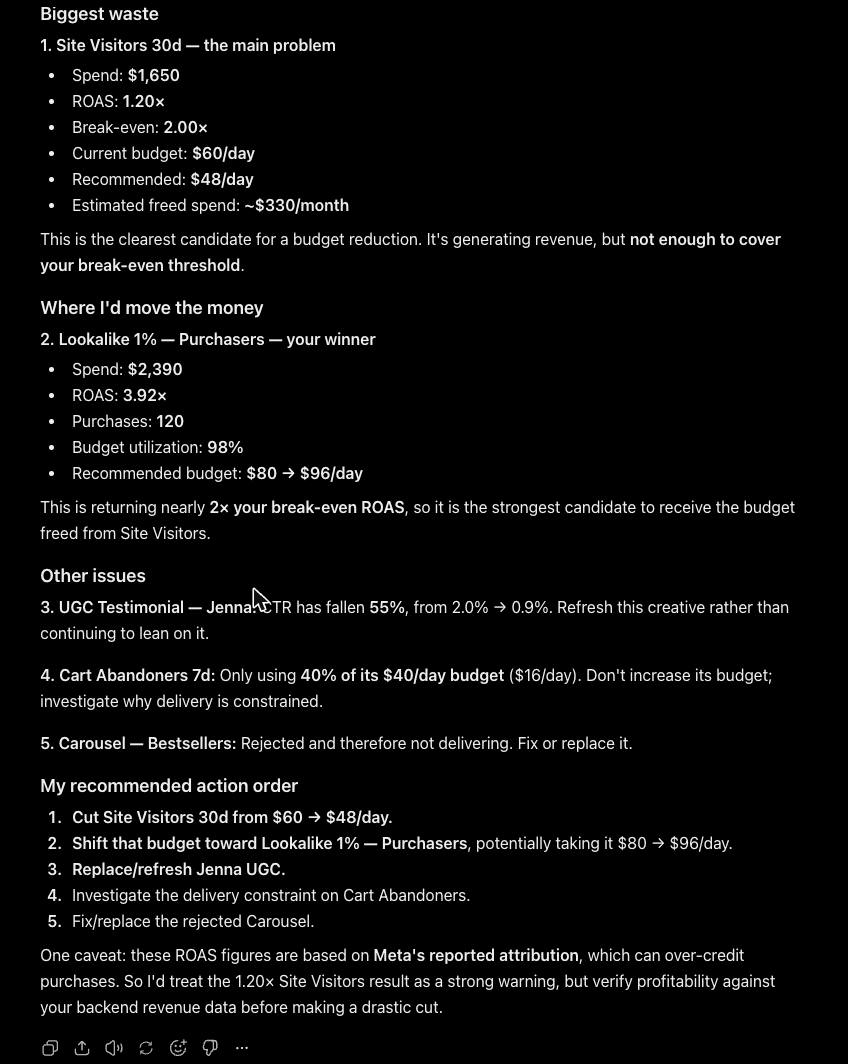 Biggest waste
1. Site Visitors 30d — the main problem
• Spend: $1,650
• ROAS: 1.20×
• Break-even: 2.00×
• Current budget: $60/day
• Recommended: $48/day
• Estimated freed spend: ~$330/month
This is the clearest candidate for a budget reduction. It's generating revenue, but not enough to cover
your break-even threshold.
Where I'd move the money
2. Lookalike 1% — Purchasers — your winner
• Spend: $2,390
• ROAS: 3.92×
• Purchases: 120
• Budget utilization: 98%
• Recommended budget: $80 → $96/day
This is returning nearly 2× your break-even ROAS, so it is the strongest candidate to receive the budget
freed from Site Visitors.
Other issues
3. UGC Testimonial — Jenna: CTR has fallen 55%, from 2.0% → 0.9%. Refresh this creative rather than
continuing to lean on it.
4. Cart Abandoners 7d: Only using 40% of its $40/day budget ($16/day). Don't increase its budget;
investigate why delivery is constrained.
5. Carousel — Bestsellers: Rejected and therefore not delivering. Fix or replace it.
My recommended action order
1. Cut Site Visitors 30d from $60 → $48/day.
2. Shift that budget toward Lookalike 1% — Purchasers, potentially taking it $80 → $96/day.
3. Replace/refresh Jenna UGC.
4. Investigate the delivery constraint on Cart Abandoners.
5. Fix/replace the rejected Carousel.
One caveat: these ROAS figures are based on Meta's reported attribution, which can over-credit
purchases. So I'd treat the 1.20× Site Visitors result as a strong warning, but verify profitability against
your backend revenue data before making a drastic cut.